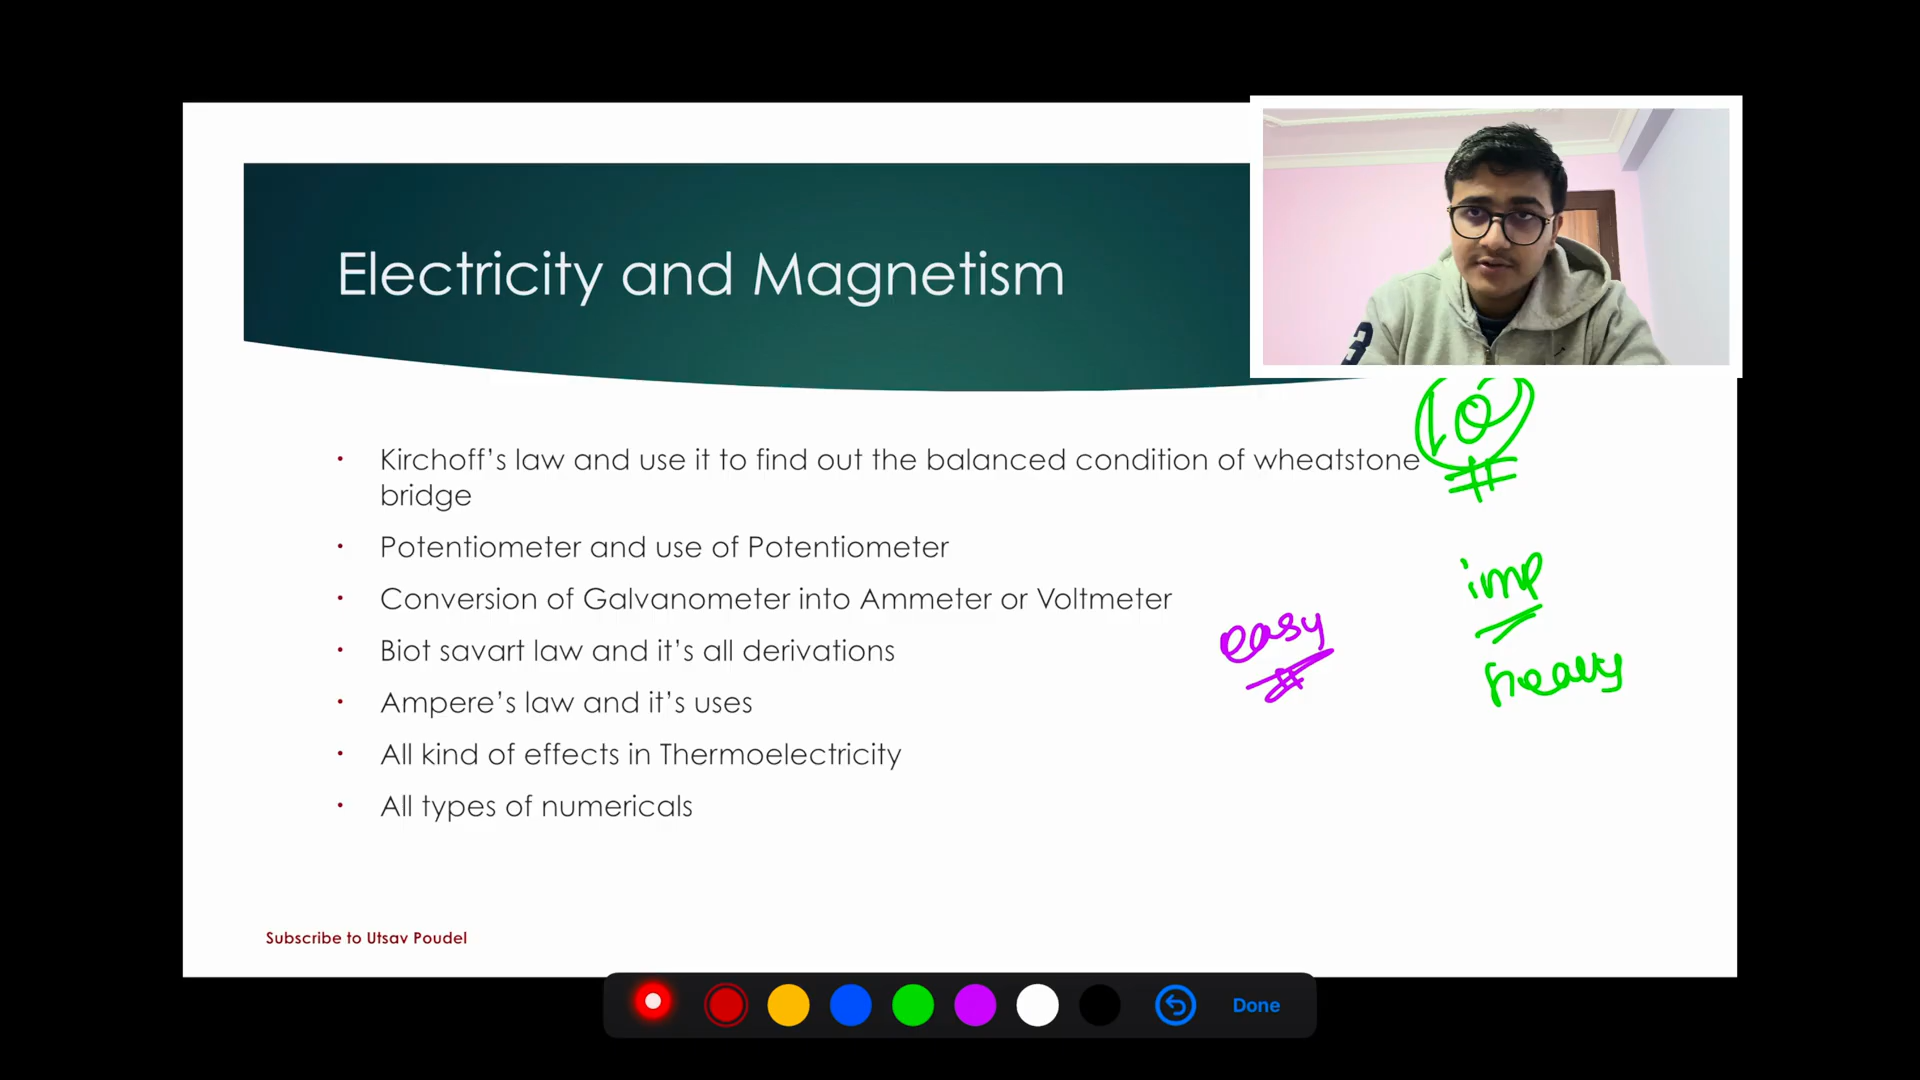 Electricity and Magnetism
10
• Kirchoff’s law and use it to find out the balanced condition of wheatstone
bridge
• Potentiometer and use of Potentiometer
imp
• Conversion of Galvanometer into Ammeter or Voltmeter
easy
• Biot savart law and it’s all derivations
heavy
• Ampere’s law and it’s uses
• All kind of effects in Thermoelectricity
• All types of numericals
Subscribe to Utsav Poudel
Done
3